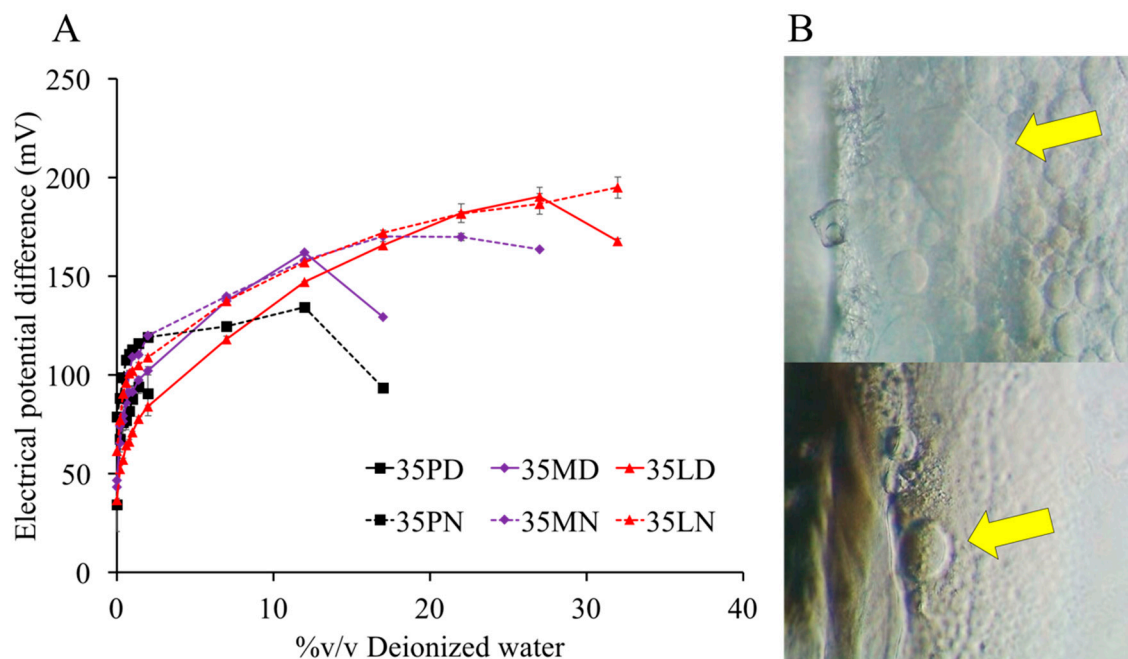 A
B
Electrical potential difference (mV)
250
200
150
100
50
0
0 10 20 30 40
%v/v Deionized water
35PD 35MD 35LD
35PN 35MN 35LN